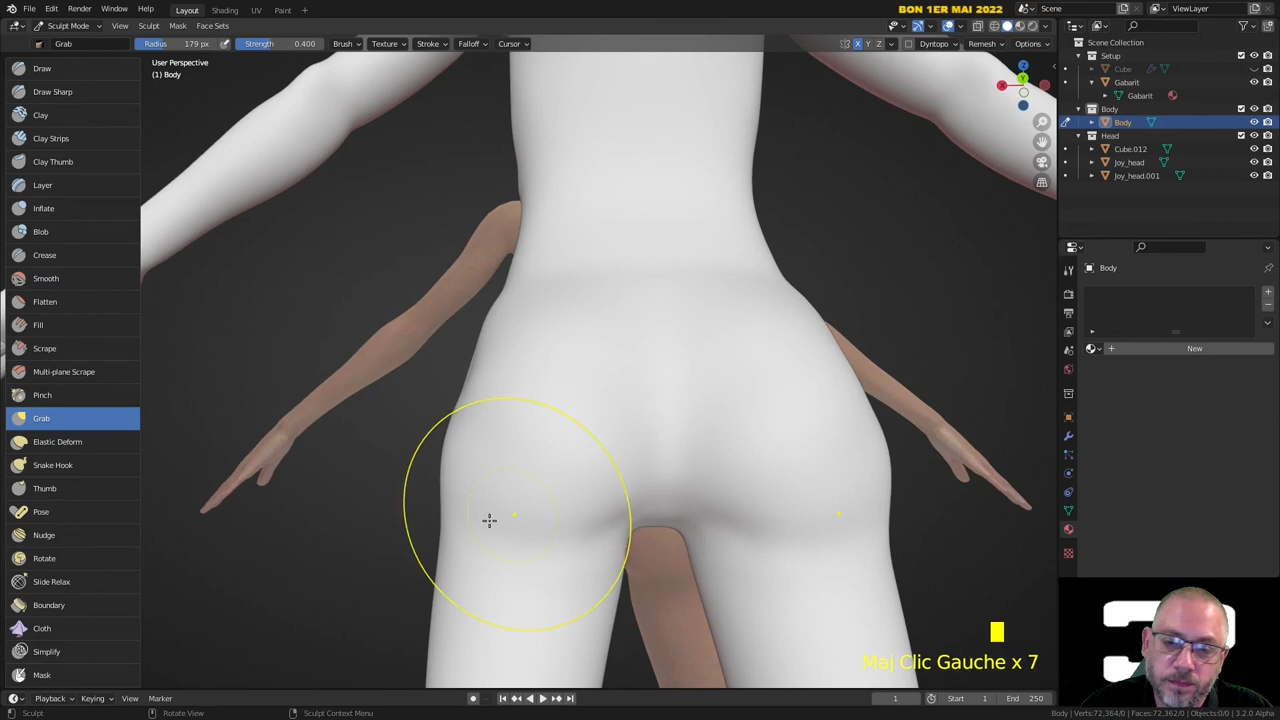 File Edit Render Window Help Layout Shading UV Paint BON 1ER MAI 2022 Scene ViewLayer
Sculpt Mode View Sculpt Mask Face Sets
Grab Radius 179 px Strength 0.400 Brush Texture Stroke Falloff Cursor X Y Z Dyntopo Remesh Options
User Perspective
(1) Body
Draw
Draw Sharp
Clay
Clay Strips
Clay Thumb
Layer
Inflate
Blob
Crease
Smooth
Flatten
Fill
Scrape
Multi-plane Scrape
Pinch
Grab
Elastic Deform
Snake Hook
Thumb
Pose
Nudge
Rotate
Slide Relax
Boundary
Cloth
Simplify
Mask
Z
Y
X
Scene Collection
Setup
Cube
Gabarit
Gabarit
Body
Body
Head
Cube.012
Joy_head
Joy_head.001
Body
New
Maj Clic Gauche x 7
Playback Keying View Marker 1 Start 1 End 250
Sculpt Rotate View Sculpt Context Menu Body | Verts:72,364/0 | Faces:72,362/0 | Objects:0/0 | 3.2.0 Alpha